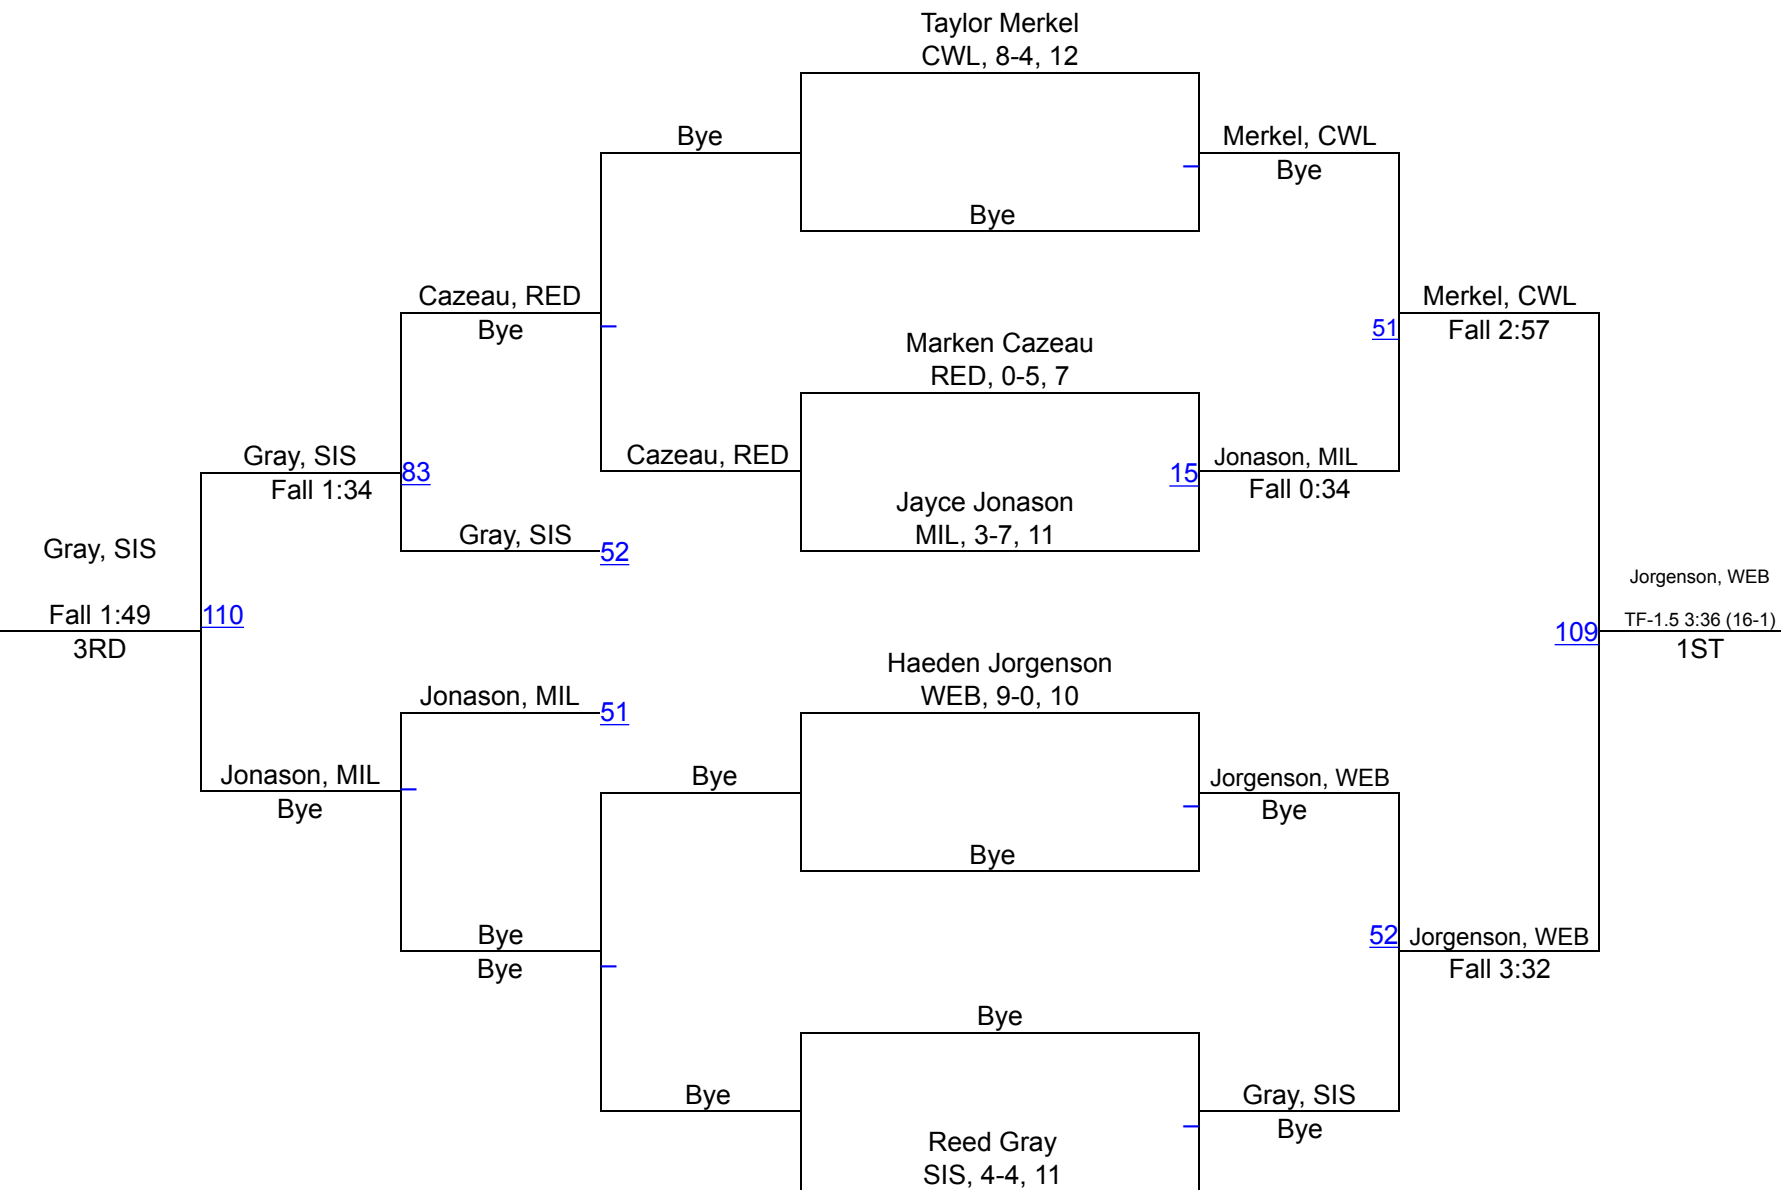 Taylor Merkel
CWL, 8-4, 12
Bye
Merkel, CWL
Bye
Bye
Cazeau, RED
Bye
Merkel, CWL
51
Fall 2:57
Marken Cazeau
RED, 0-5, 7
Gray, SIS
Fall 1:34
83
Cazeau, RED
15
Jonason, MIL
Fall 0:34
Jayce Jonason
MIL, 3-7, 11
Gray, SIS
52
Gray, SIS
Fall 1:49
3RD
110
Jorgenson, WEB
TF-1.5 3:36 (16-1)
109
1ST
Haeden Jorgenson
WEB, 9-0, 10
Jonason, MIL
51
Jonason, MIL
Bye
Bye
Jorgenson, WEB
Bye
Bye
Bye
Bye
52
Jorgenson, WEB
Fall 3:32
Bye
Bye
Gray, SIS
Bye
Reed Gray
SIS, 4-4, 11